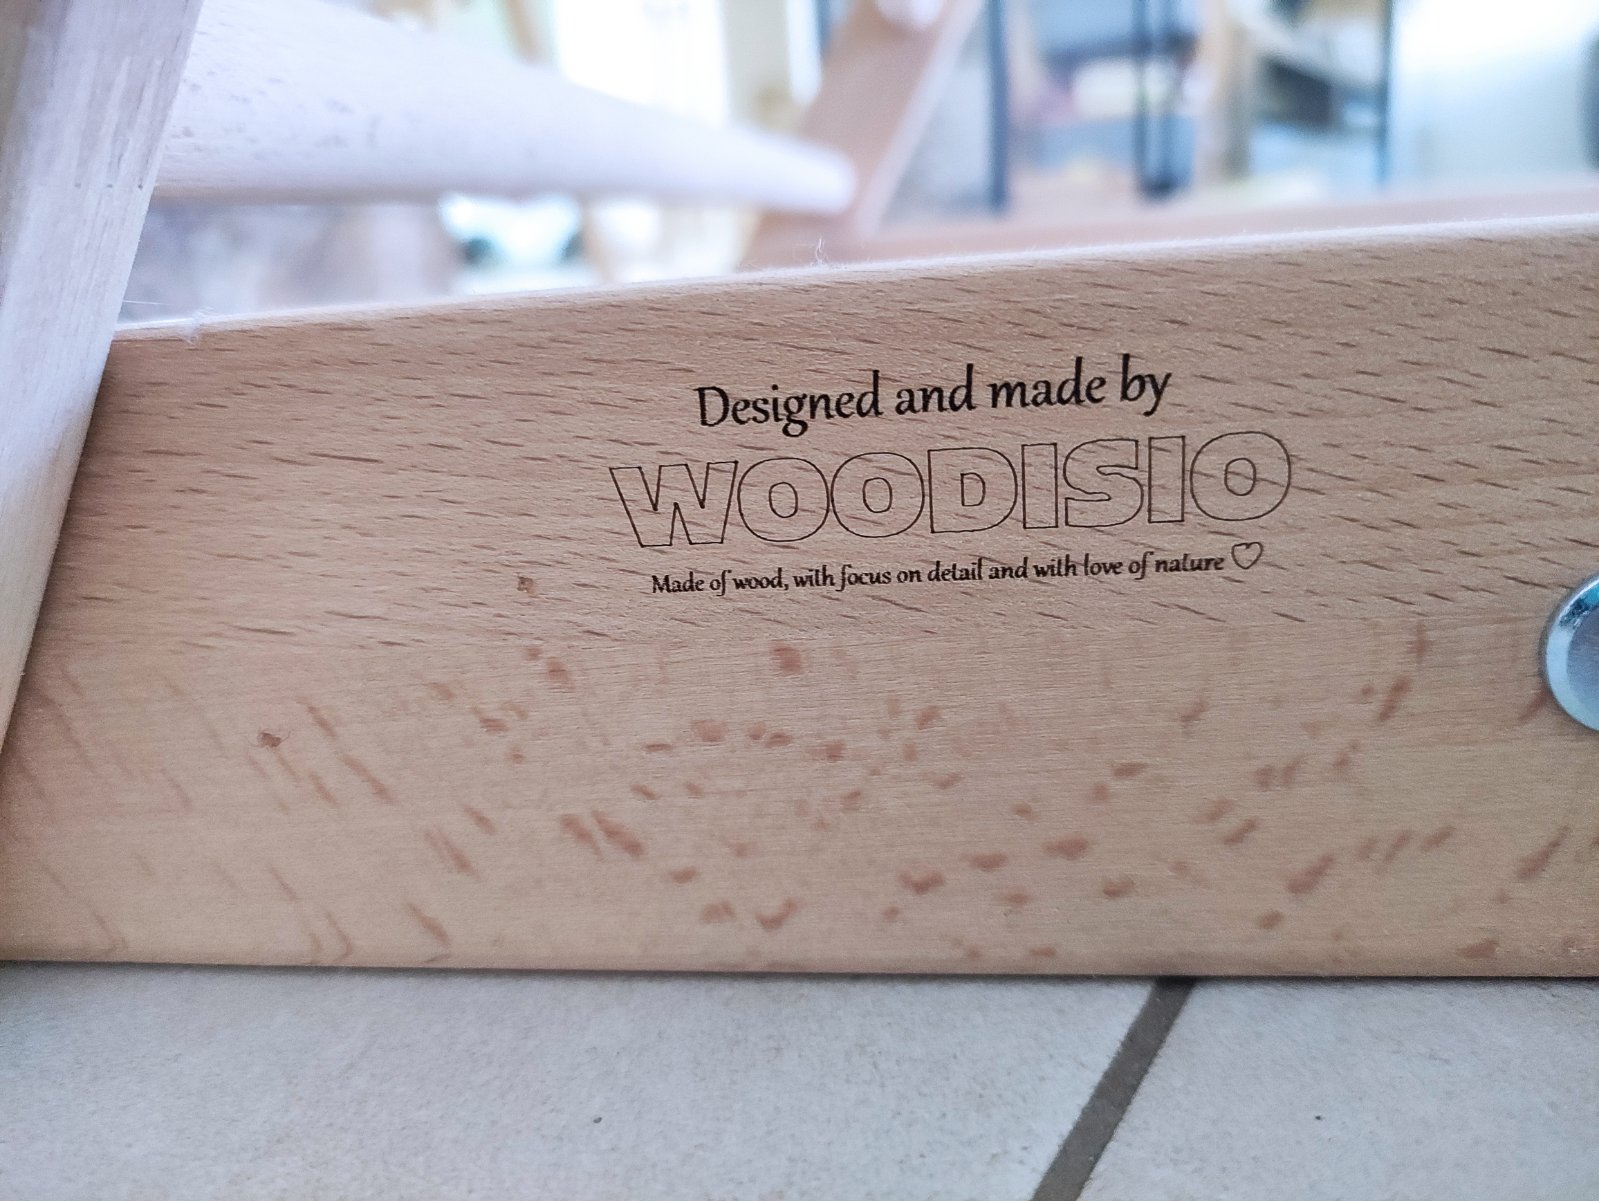 Designed and made by
WOODISIO
Made of wood, with focus on detail and with love of nature ♡